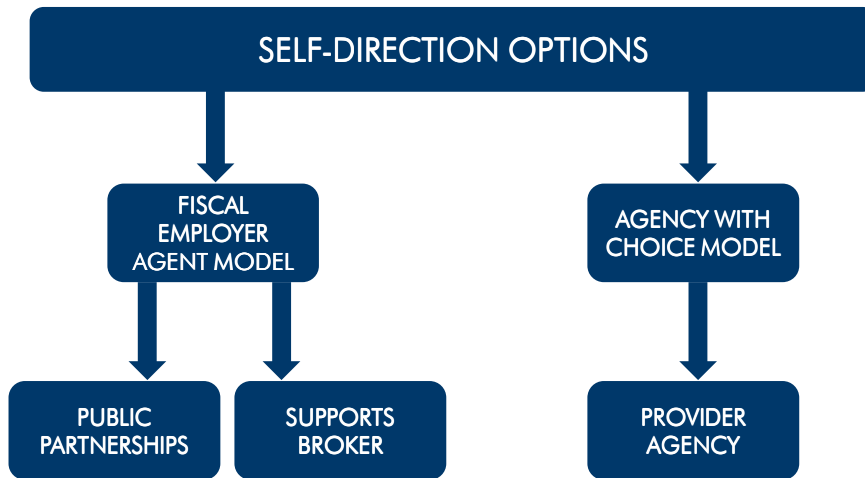 SELF-DIRECTION OPTIONS
FISCAL
EMPLOYER
AGENT MODEL
AGENCY WITH
CHOICE MODEL
PUBLIC
PARTNERSHIPS
SUPPORTS
BROKER
PROVIDER
AGENCY